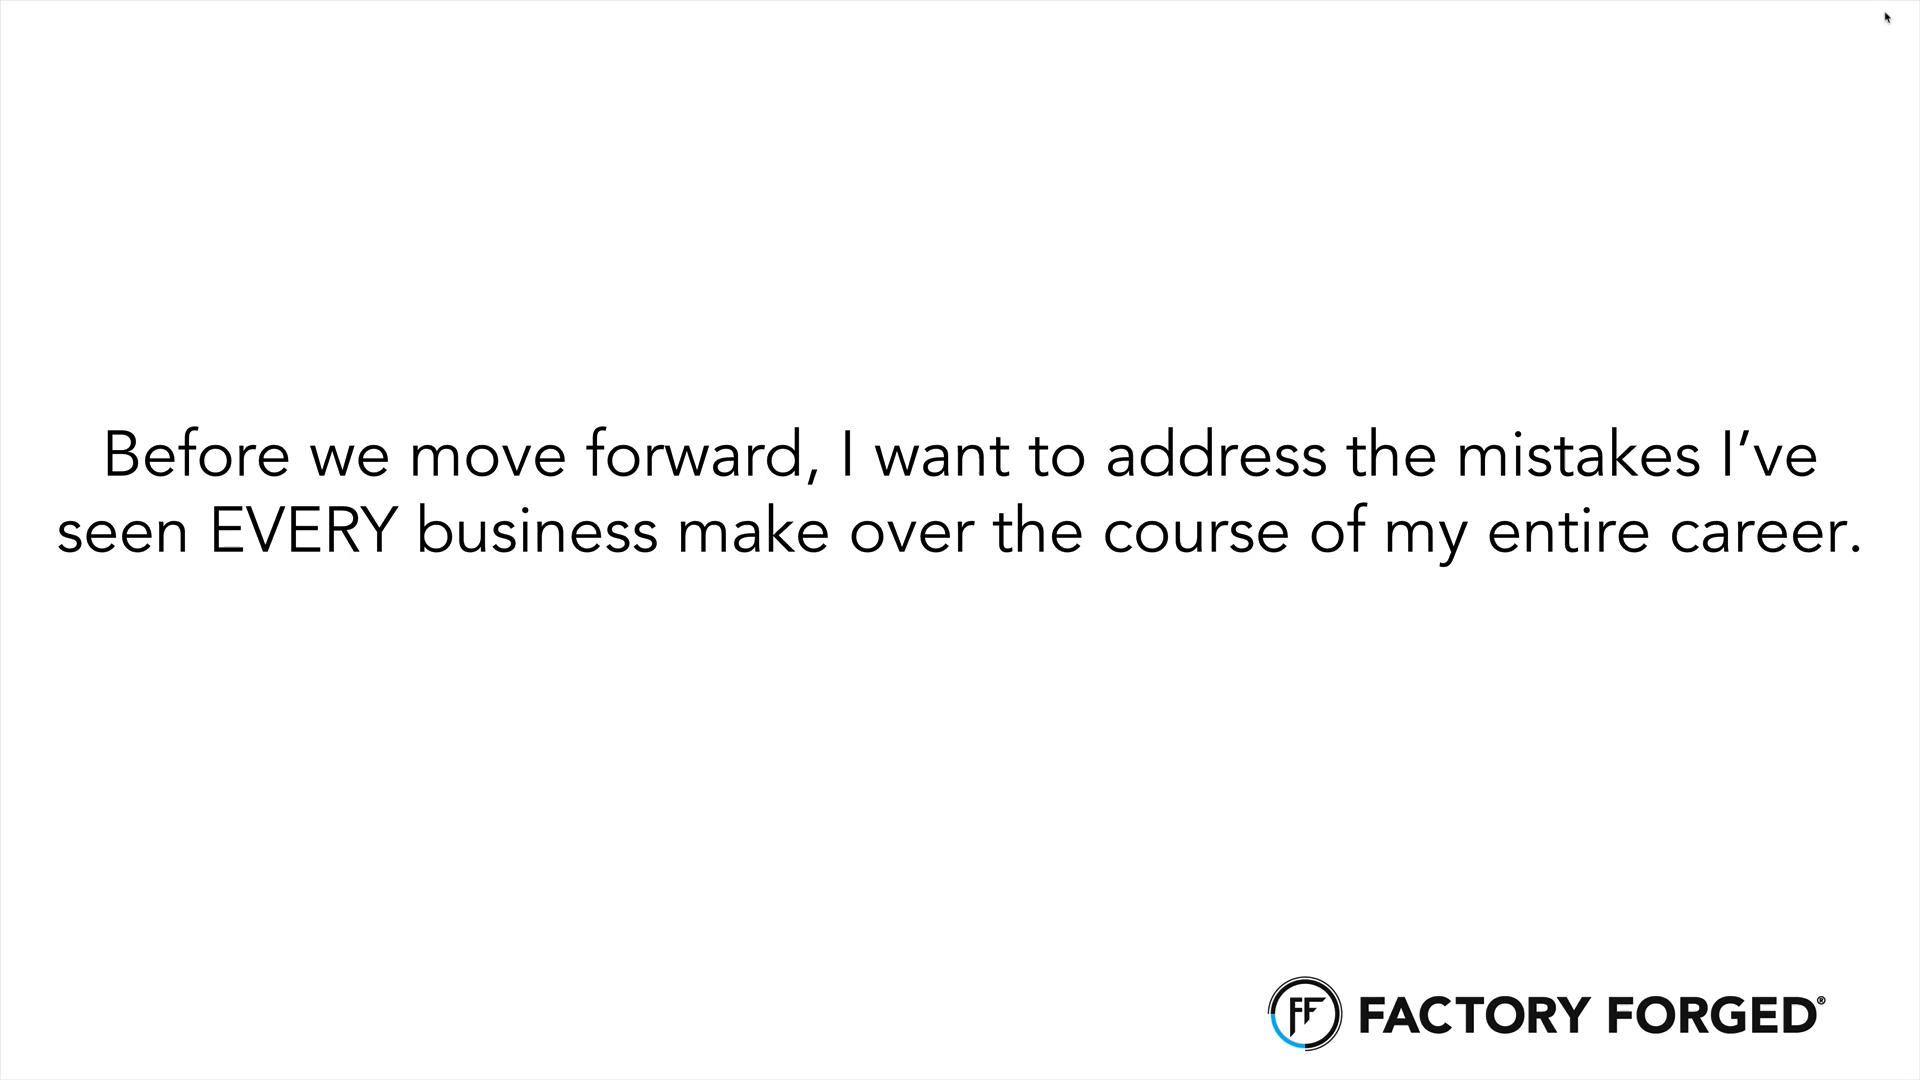 Before we move forward, I want to address the mistakes I’ve
seen EVERY business make over the course of my entire career.
FF FACTORY FORGED®